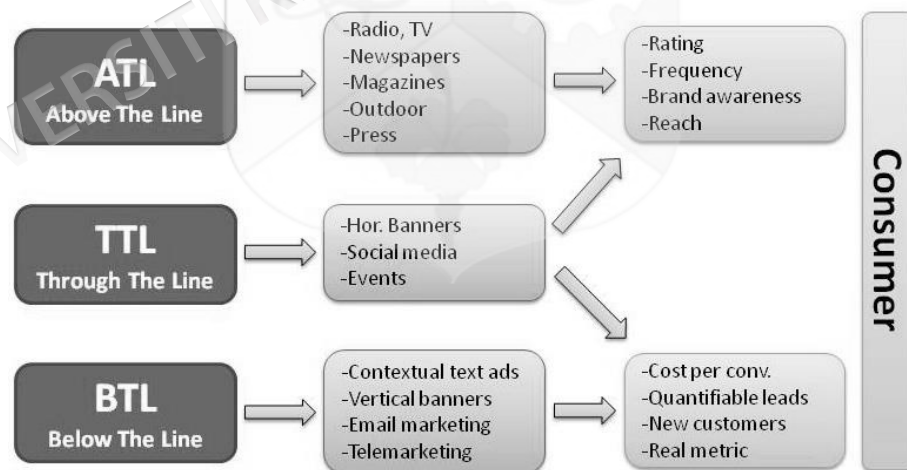 ATL
Above The Line
-Radio, TV
-Newspapers
-Magazines
-Outdoor
-Press
-Rating
-Frequency
-Brand awareness
-Reach
TTL
Through The Line
-Hor. Banners
-Social media
-Events
BTL
Below The Line
-Contextual text ads
-Vertical banners
-Email marketing
-Telemarketing
-Cost per conv.
-Quantifiable leads
-New customers
-Real metric
Consumer